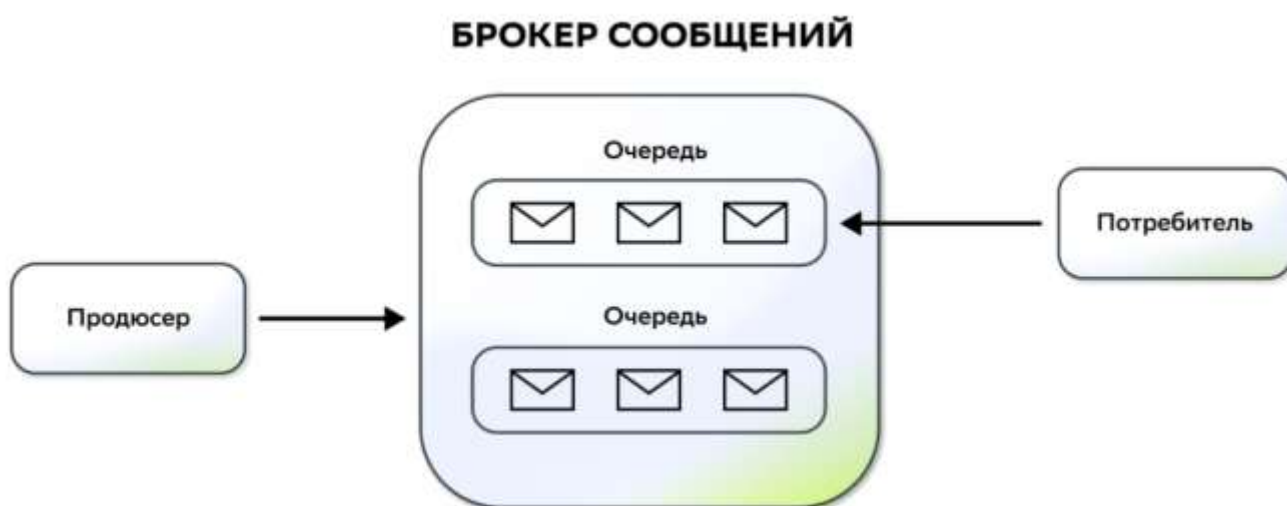 БРОКЕР СООБЩЕНИЙ
Очередь
Потребитель
Продюсер
Очередь